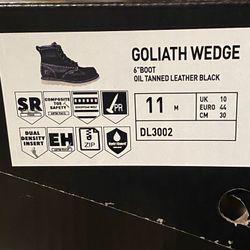 GOLIATH WEDGE
6"BOOT
OIL TANNED LEATHER BLACK
SR
COMPOSITE
TOE
SAFETY
PR
DUAL
DENSITY
INSERT
EH
ZIP
11 M
UK 10
EURO 44
CM 30
DL3002